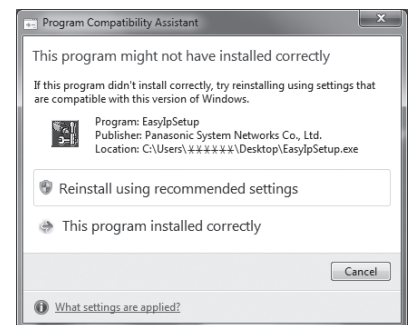 Program Compatibility Assistant
This program might not have installed correctly
If this program didn't install correctly, try reinstalling using settings that
are compatible with this version of Windows.
Program: EasyIpSetup
Publisher: Panasonic System Networks Co., Ltd.
Location: C:\Users\××××××\Desktop\EasyIpSetup.exe
Reinstall using recommended settings
This program installed correctly
Cancel
What settings are applied?